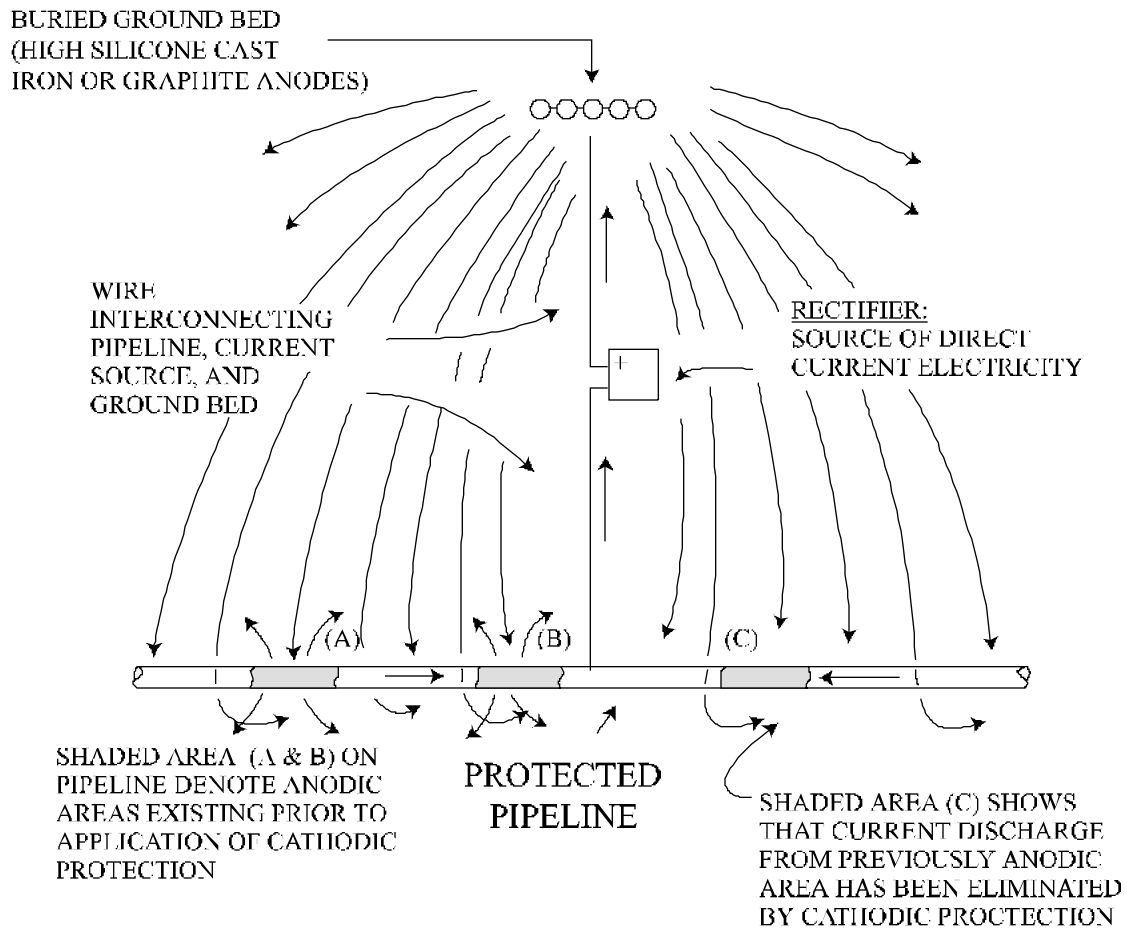 BURIED GROUND BED
(HIGH SILICONE CAST
IRON OR GRAPHITE ANODES)
WIRE
INTERCONNECTING
PIPELINE, CURRENT
SOURCE, AND
GROUND BED
RECTIFIER:
SOURCE OF DIRECT
CURRENT ELECTRICITY
+
(A)
(B)
(C)
SHADED AREA (A & B) ON
PIPELINE DENOTE ANODIC
AREAS EXISTING PRIOR TO
APPLICATION OF CATHODIC
PROTECTION
PROTECTED
PIPELINE
SHADED AREA (C) SHOWS
THAT CURRENT DISCHARGE
FROM PREVIOUSLY ANODIC
AREA HAS BEEN ELIMINATED
BY CATHODIC PROCTECTION